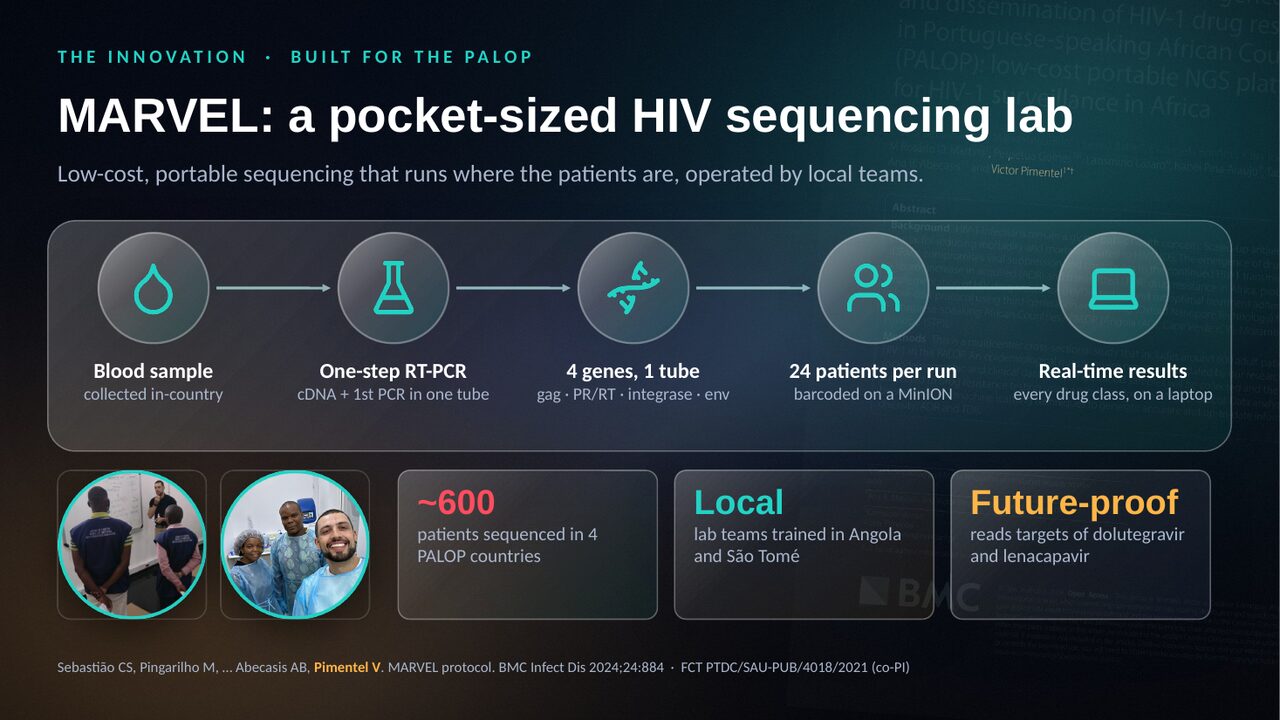 THE INNOVATION · BUILT FOR THE PALOP
and dissemination of HIV-1 drug res
in Portuguese-speaking African Cou
(PALOP): low-cost portable NGS plat
for HIV-1 surveillance in Africa
MARVEL: a pocket-sized HIV sequencing lab
Low-cost, portable sequencing that runs where the patients are, operated by local teams.
Victor Pimentel
Abstract
Background
Blood sample
collected in-country
One-step RT-PCR
cDNA + 1st PCR in one tube
4 genes, 1 tube
gag · PR/RT · integrase · env
24 patients per run
barcoded on a MinION
Real-time results
every drug class, on a laptop
Methods
~600
patients sequenced in 4
PALOP countries
Local
lab teams trained in Angola
and São Tomé
Future-proof
reads targets of dolutegravir
and lenacapavir
BMC
Sebastião CS, Pingarilho M, ... Abecasis AB, Pimentel V. MARVEL protocol. BMC Infect Dis 2024;24:884 · FCT PTDC/SAU-PUB/4018/2021 (co-PI)